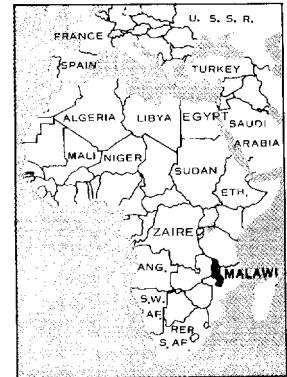 U. S. S. R.
FRANCE
SPAIN
TURKEY
ALGERIA
LIBYA
EGYPT
SAUDI
ARABIA
MALI
NIGER
SUDAN
ETH.
ZAIRE
ANG.
MALAWI
S.W.
AF.
REP.
S. AF.